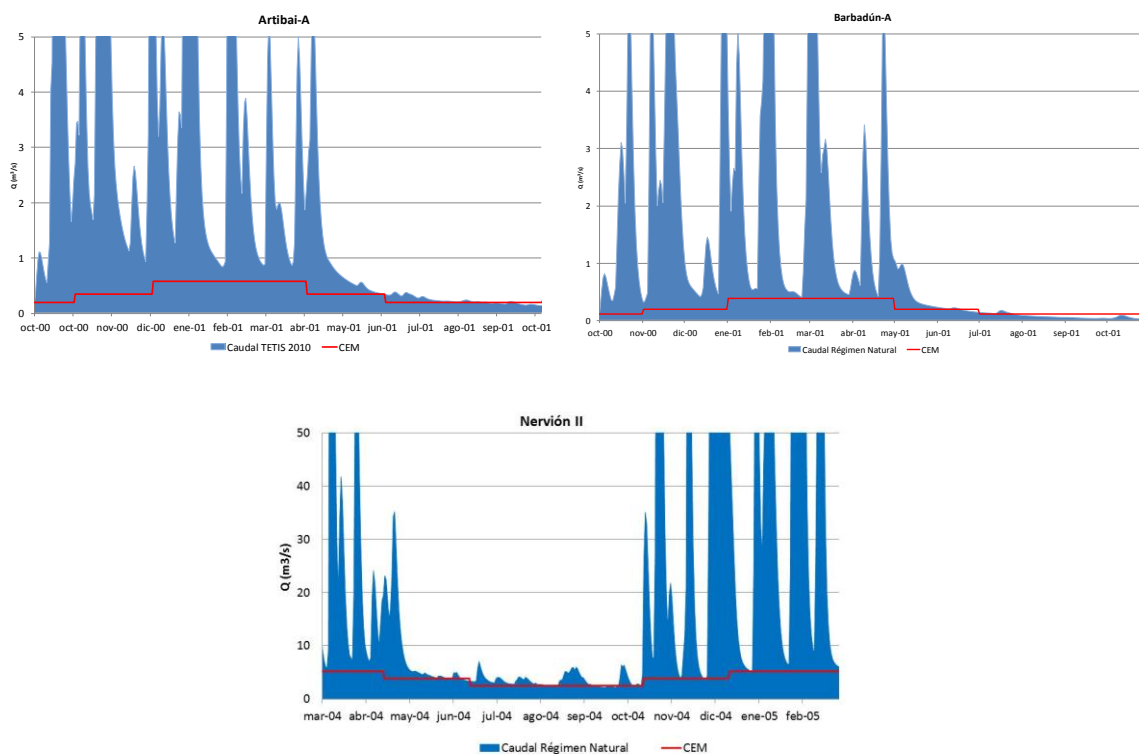 Artibai-A
5
4
3
2
1
0
Q (m³/s)
oct-00 oct-00 nov-00 dic-00 ene-01 feb-01 mar-01 abr-01 may-01 jun-01 jul-01 ago-01 sep-01 oct-01
Caudal TETIS 2010 CEM
Barbadún-A
5
4
3
2
1
0
Q (m³/s)
oct-00 nov-00 dic-00 ene-01 feb-01 mar-01 abr-01 may-01 jun-01 jul-01 ago-01 sep-01 oct-01
Caudal Régimen Natural CEM
Nervión II
50
40
30
20
10
0
Q (m3/s)
mar-04 abr-04 may-04 jun-04 jul-04 ago-04 sep-04 oct-04 nov-04 dic-04 ene-05 feb-05
Caudal Régimen Natural CEM